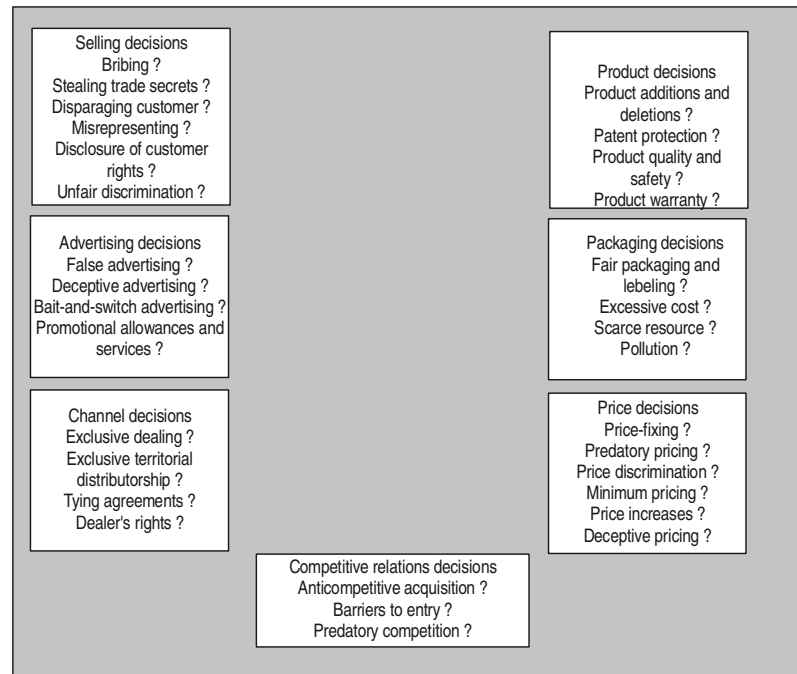 Selling decisions
Bribing ?
Stealing trade secrets ?
Disparaging customer ?
Misrepresenting ?
Disclosure of customer
rights ?
Unfair discrimination ?
Advertising decisions
False advertising ?
Deceptive advertising ?
Bait-and-switch advertising ?
Promotional allowances and
services ?
Channel decisions
Exclusive dealing ?
Exclusive territorial
distributorship ?
Tying agreements ?
Dealer's rights ?
Product decisions
Product additions and
deletions ?
Patent protection ?
Product quality and
safety ?
Product warranty ?
Packaging decisions
Fair packaging and
labeling ?
Excessive cost ?
Scarce resource ?
Pollution ?
Price decisions
Price-fixing ?
Predatory pricing ?
Price discrimination ?
Minimum pricing ?
Price increases ?
Deceptive pricing ?
Competitive relations decisions
Anticompetitive acquisition ?
Barriers to entry ?
Predatory competition ?